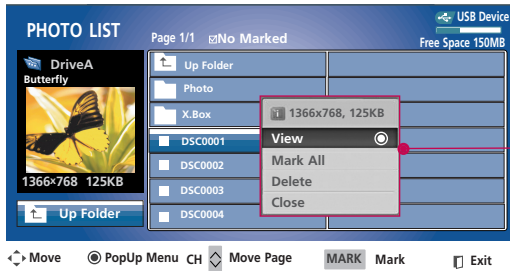 PHOTO LIST
Page 1/1 No Marked
USB Device
Free Space 150MB
DriveA
Butterfly
1366×768 125KB
Up Folder
Up Folder
Photo
X.Box
DSC0001
DSC0002
DSC0003
DSC0004
1366x768, 125KB
View
Mark All
Delete
Close
Move PopUp Menu CH Move Page MARK Mark Exit